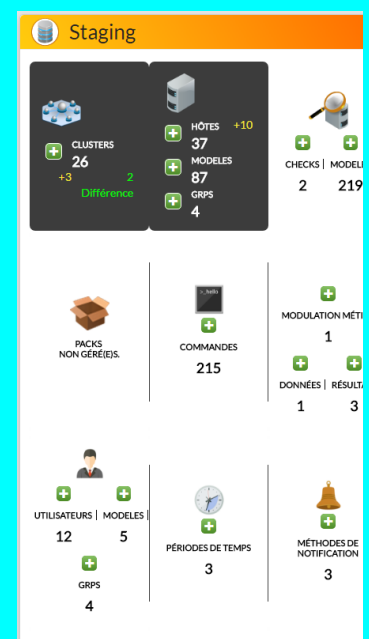 Staging
CLUSTERS
26
+3 2
Différence
HÔTES +10
37
MODELES
87
GRPS
4
CHECKS | MODEL
2 219
PACKS
NON GÉRÉ(E)S.
>_hello
COMMANDES
215
MODULATION MÉTI
1
DONNÉES | RÉSULTA
1 3
UTILISATEURS | MODELES |
12 5
GRPS
4
PÉRIODES DE TEMPS
3
MÉTHODES DE
NOTIFICATION
3